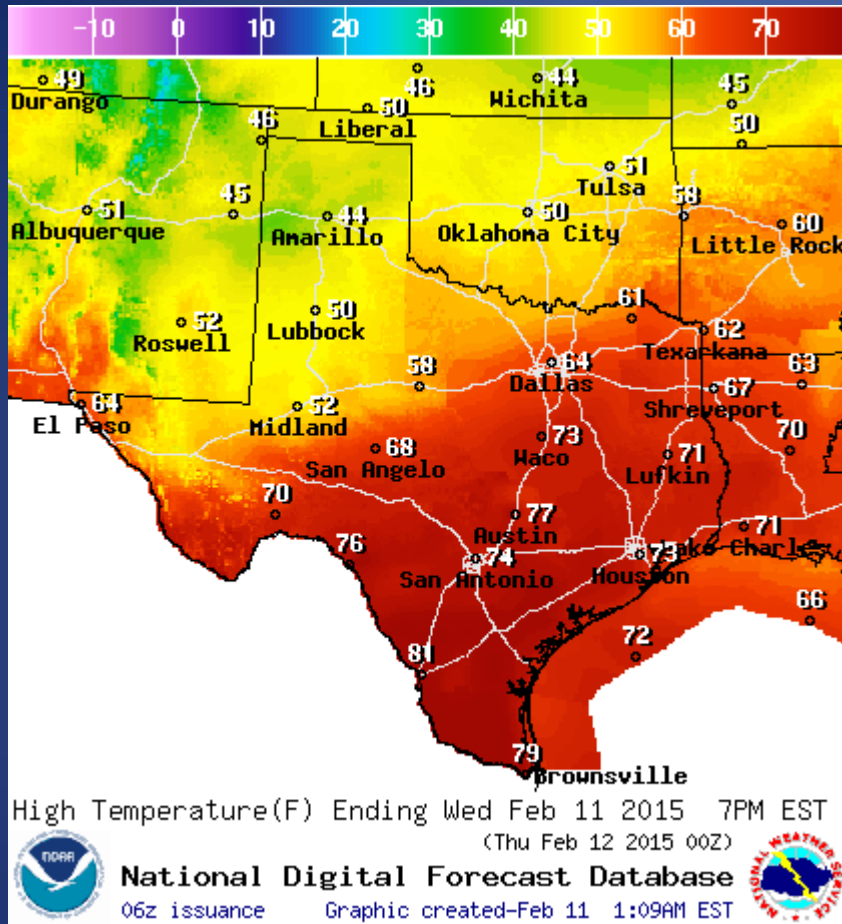 -10 0 10 20 30 40 50 60 70
49 46 44 45
Durango 50 Wichita
46 Liberal 50
51 Tulsa
51 45 44 50 58 60
Albuquerque Amarillo Oklahoma City Little Rock
52 50 61
Roswell Lubbock 62
Texarkana
58 64 63
64 52 Dallas 67
El Paso Midland Shreveport
68 73 71 70
San Angelo Waco Lufkin
70 77 71
76 Austin
74 73 Lake Charles
San Antonio Houston
66
81 72
79
Brownsville
High Temperature(F) Ending Wed Feb 11 2015 7PM EST
(Thu Feb 12 2015 00Z)
NOAA
National Digital Forecast Database
06z issuance Graphic created-Feb 11 1:09AM EST
NATIONAL WEATHER SERVICE